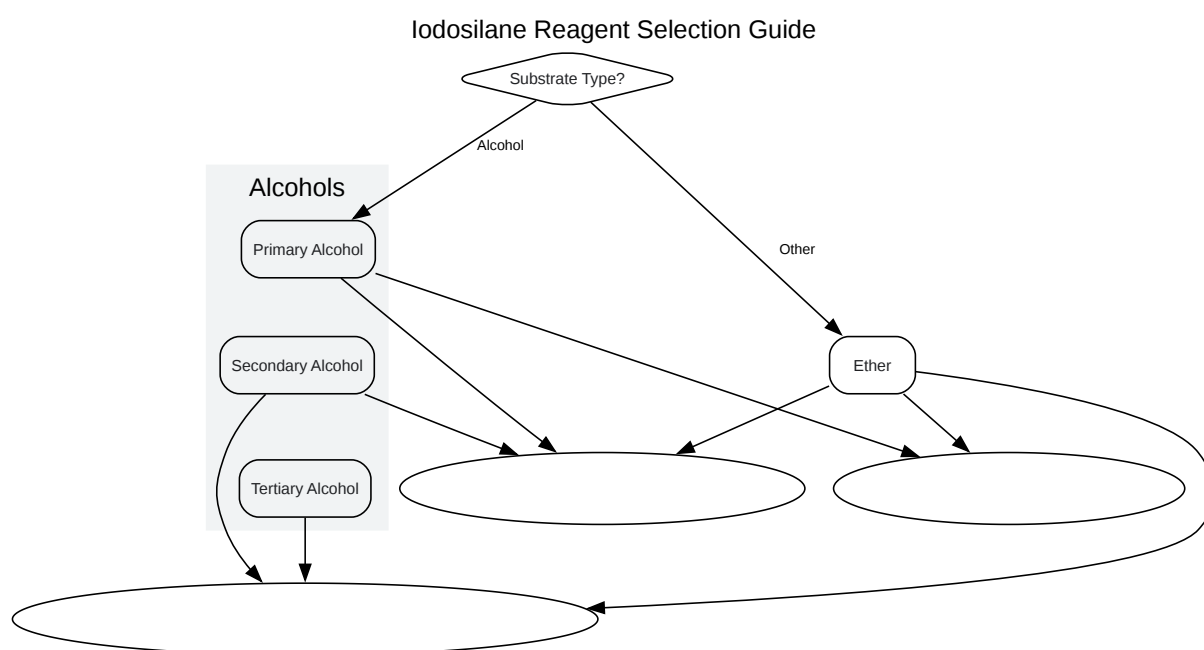 Iodosilane Reagent Selection Guide
Substrate Type?
Alcohol
Alcohols
Primary Alcohol
Other
Secondary Alcohol
Ether
Tertiary Alcohol